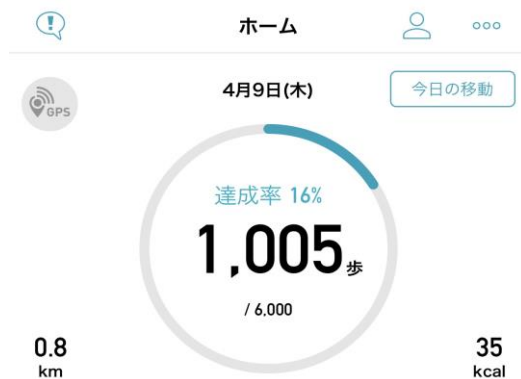 ホーム
4月9日(木)
今日の移動
GPS
達成率 16%
1,005歩
/ 6,000
0.8
km
35
kcal